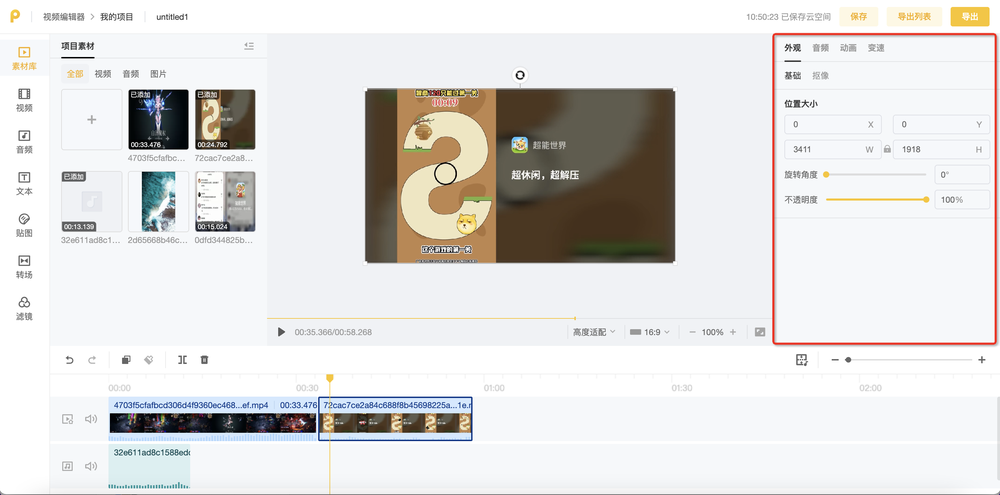 视频编辑器 > 我的项目 untitled1
10:50:23 已保存云空间 保存 导出列表 导出
素材库
视频
音频
文本
贴图
转场
滤镜
项目素材
全部 视频 音频 图片
已添加
00:33.476
4703f5cfafbcd...
已添加
00:24.792
72cac7ce2a8...
已添加
00:13.139
32e611ad8c1...
2d65668b46c...
00:15.024
0dfd344825b...
00:19
超能世界
超休闲，超解压
00:35.366/00:58.268 高度适配 16:9 100%
外观 音频 动画 变速
基础 抠像
位置大小
0 X 0 Y
3411 W 1918 H
旋转角度 0°
不透明度 100%
00:00 00:30 01:00 01:30 02:00
4703f5cfafbcd306d4f9360ec468...ef.mp4 00:33.476
72cac7ce2a84c688f8b45698225a...1e.m
32e611ad8c1588edc